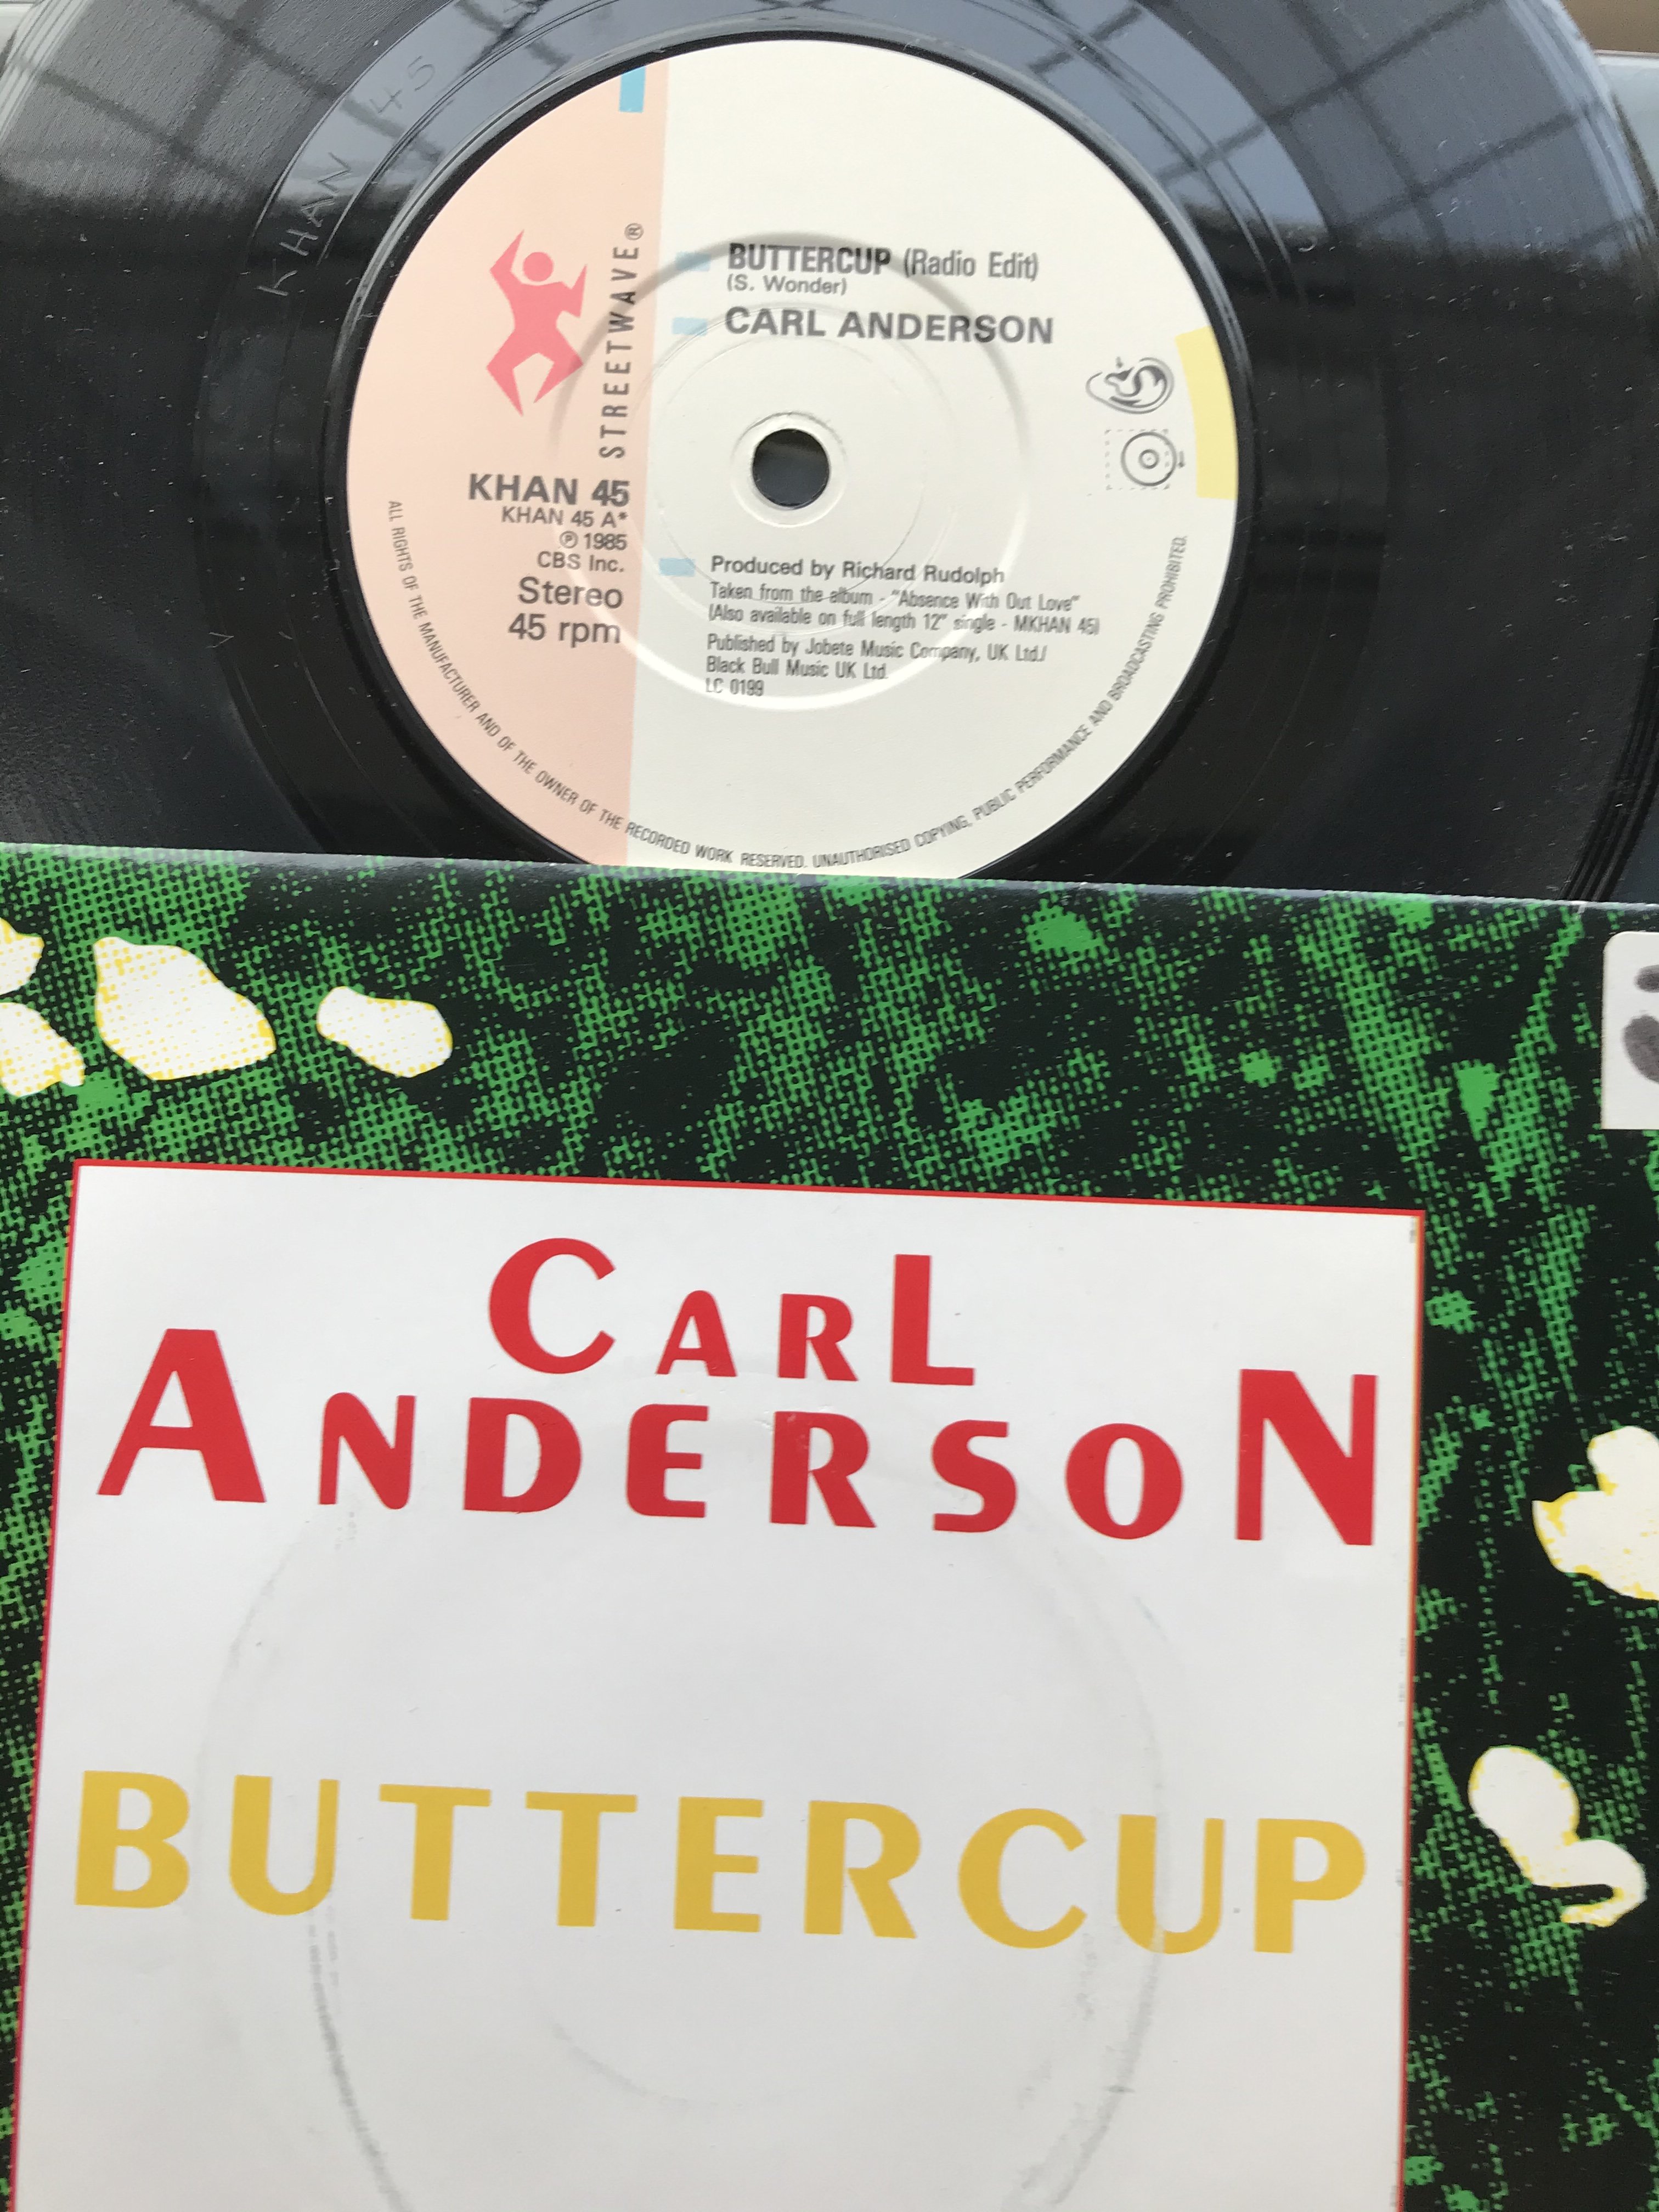 KHAN 45
STREETWAVE®
BUTTERCUP (Radio Edit)
(S. Wonder)
CARL ANDERSON
KHAN 45
KHAN 45 A*
℗ 1985
CBS Inc.
Stereo
45 rpm
Produced by Richard Rudolph
Taken from the album - "Absence With Out Love"
(Also available on full length 12" single - MKHAN 45)
Published by Jobete Music Company, UK Ltd./
Black Bull Music UK Ltd.
LC 0199
ALL RIGHTS OF THE MANUFACTURER AND OF THE OWNER OF THE RECORDED WORK RESERVED. UNAUTHORISED COPYING, PUBLIC PERFORMANCE AND BROADCASTING PROHIBITED.
CARL
ANDERSON
BUTTERCUP